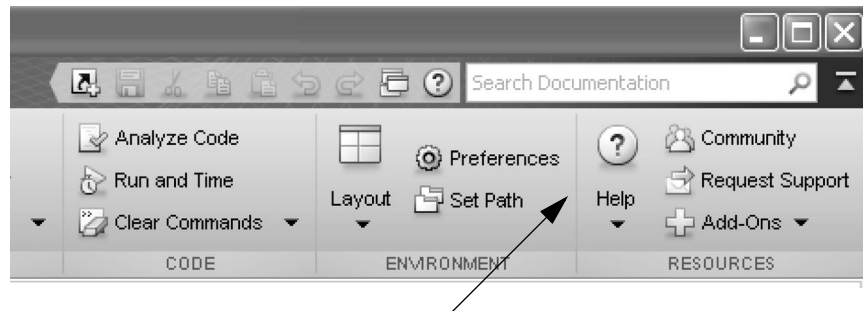 Search Documentation
Analyze Code
Run and Time
Clear Commands
CODE
Layout
Preferences
Set Path
ENVIRONMENT
Help
Community
Request Support
Add-Ons
RESOURCES